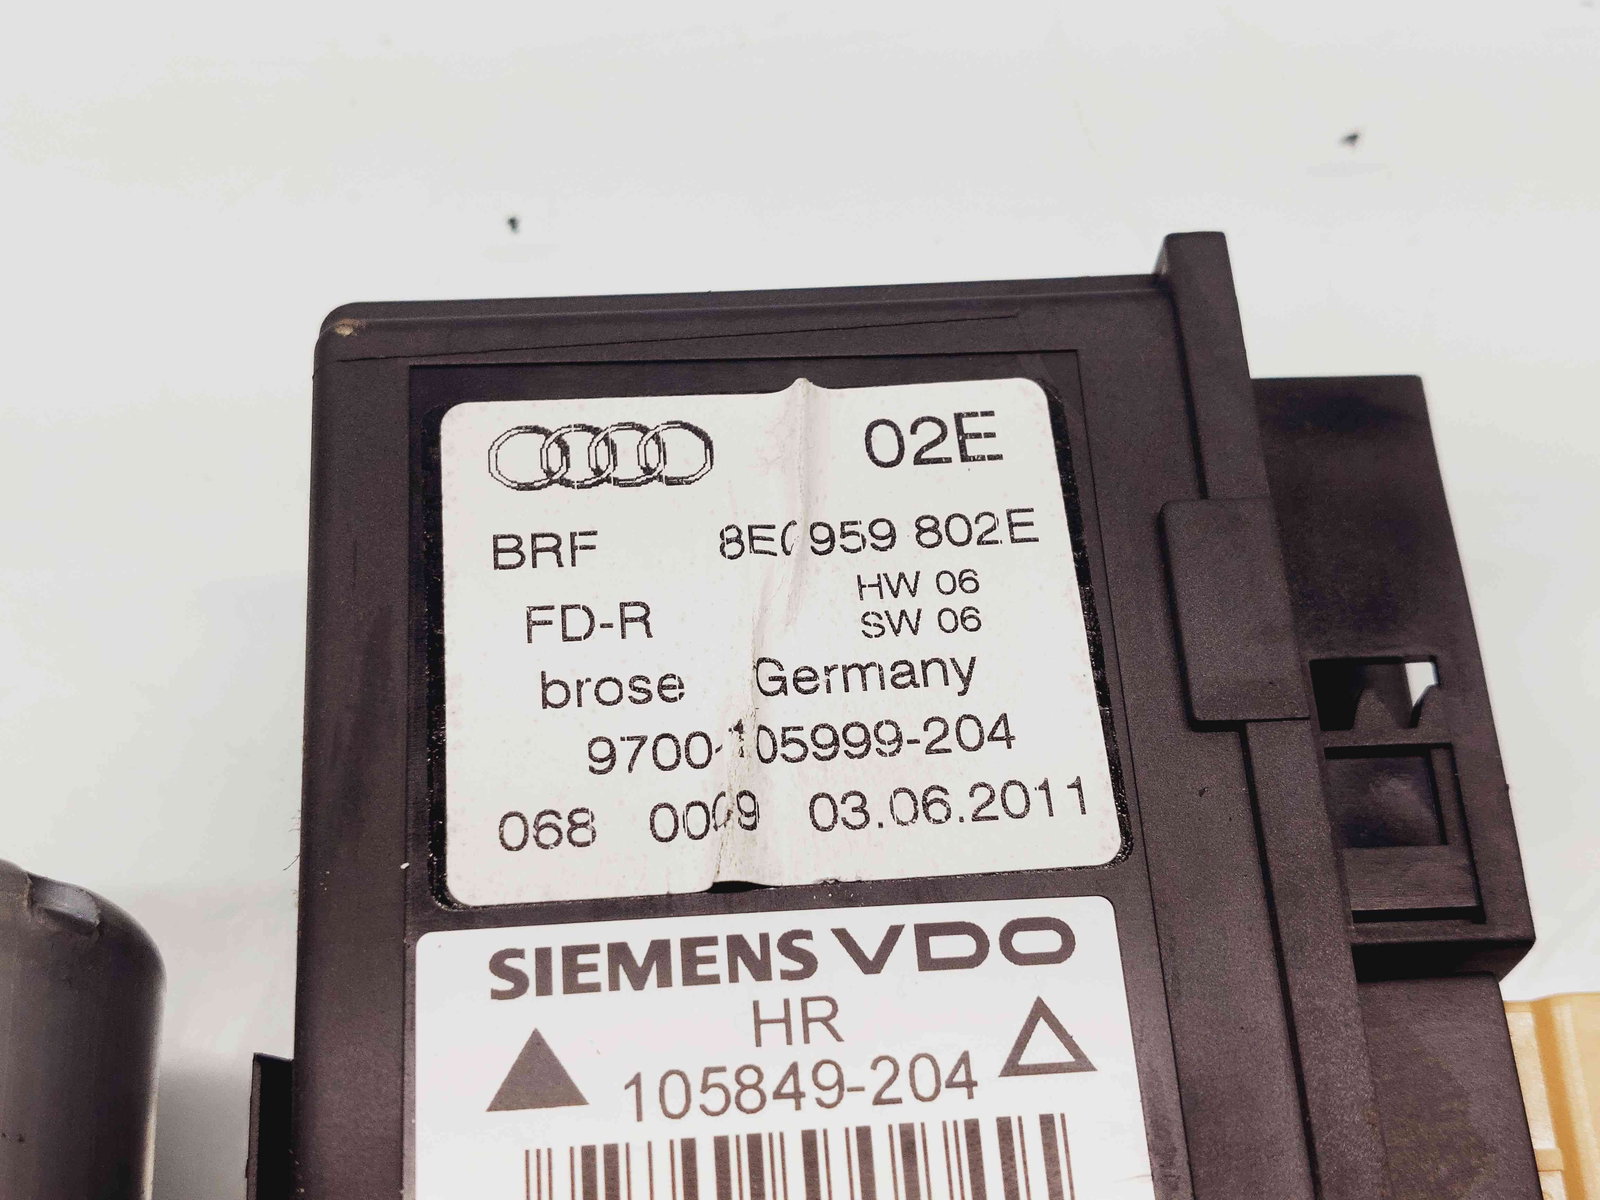 02E
BRF 8E0959 802E
HW 06
FD-R SW 06
brose Germany
9700-105999-204
068 0009 03.06.2011
SIEMENS VDO
HR
105849-204